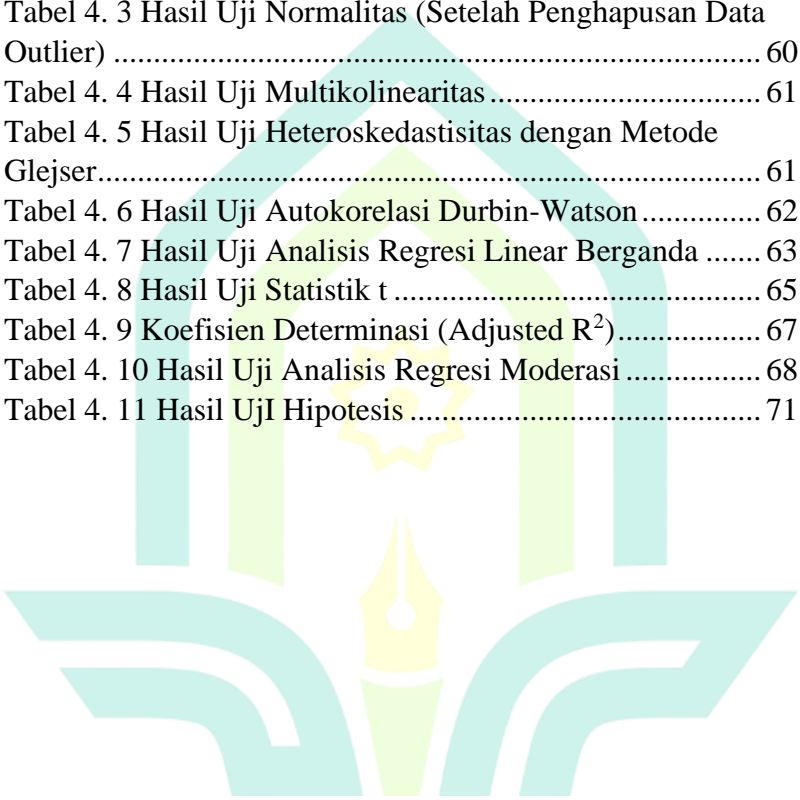 Tabel 4. 3 Hasil Uji Normalitas (Setelah Penghapusan Data
Outlier) ........................................................................................ 60
Tabel 4. 4 Hasil Uji Multikolinearitas ..................................... 61
Tabel 4. 5 Hasil Uji Heteroskedastisitas dengan Metode
Glejser.......................................................................................... 61
Tabel 4. 6 Hasil Uji Autokorelasi Durbin-Watson ................ 62
Tabel 4. 7 Hasil Uji Analisis Regresi Linear Berganda ....... 63
Tabel 4. 8 Hasil Uji Statistik t .................................................. 65
Tabel 4. 9 Koefisien Determinasi (Adjusted R²)................... 67
Tabel 4. 10 Hasil Uji Analisis Regresi Moderasi .................. 68
Tabel 4. 11 Hasil UjI Hipotesis ................................................ 71